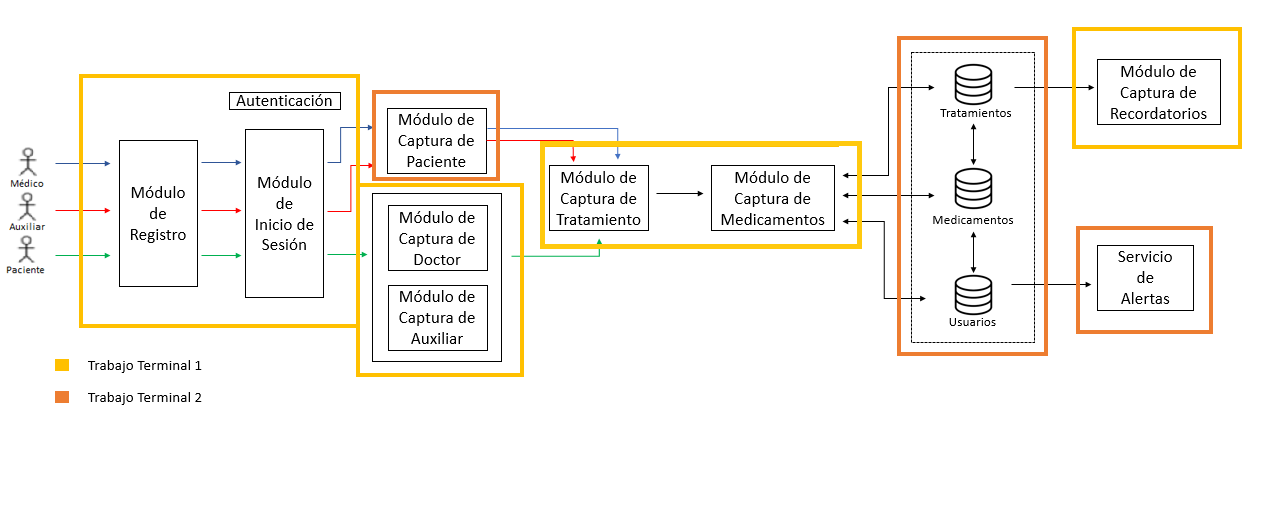 Médico
Auxiliar
Paciente
Módulo
de
Registro
Autenticación
Módulo
de
Inicio de
Sesión
Módulo de
Captura de
Paciente
Módulo de
Captura de
Doctor
Módulo de
Captura de
Auxiliar
Módulo de
Captura de
Tratamiento
Módulo de
Captura de
Medicamentos
Tratamientos
Medicamentos
Usuarios
Módulo de
Captura de
Recordatorios
Servicio
de
Alertas
Trabajo Terminal 1
Trabajo Terminal 2